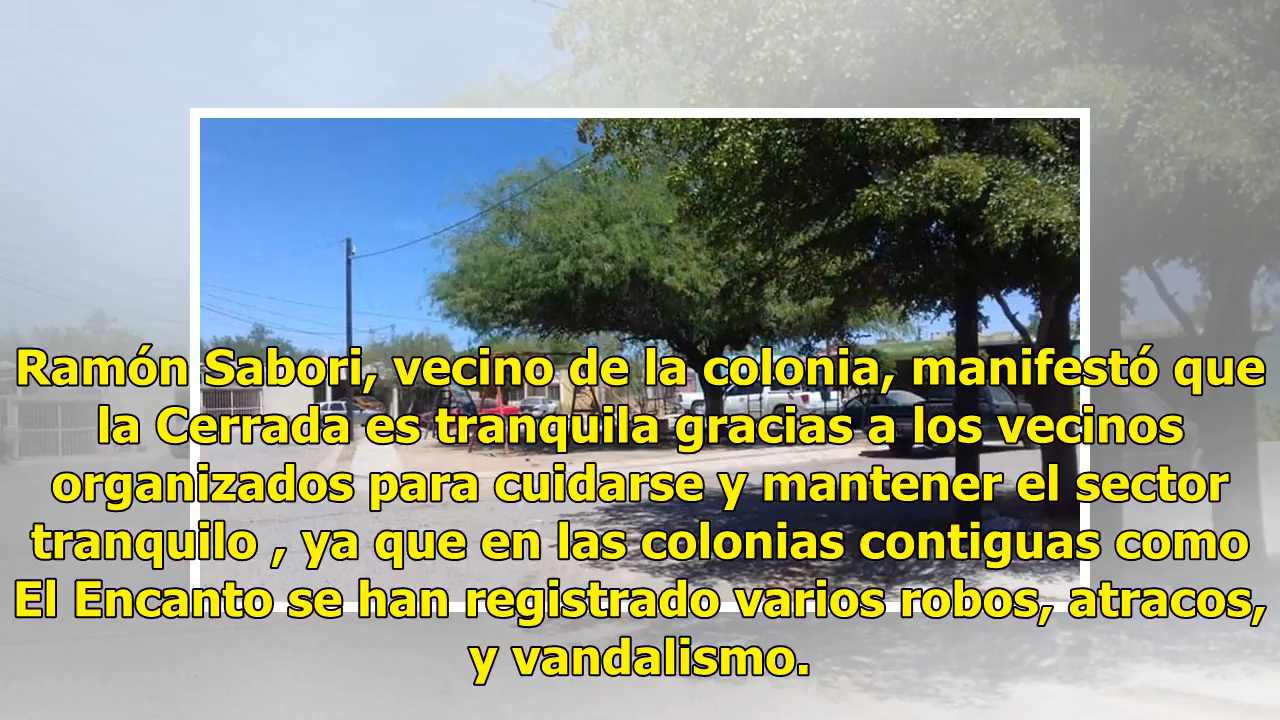 Ramón Sabori, vecino de la colonia, manifestó que
la Cerrada es tranquila gracias a los vecinos
organizados para cuidarse y mantener el sector
tranquilo , ya que en las colonias contiguas como
El Encanto se han registrado varios robos, atracos,
y vandalismo.